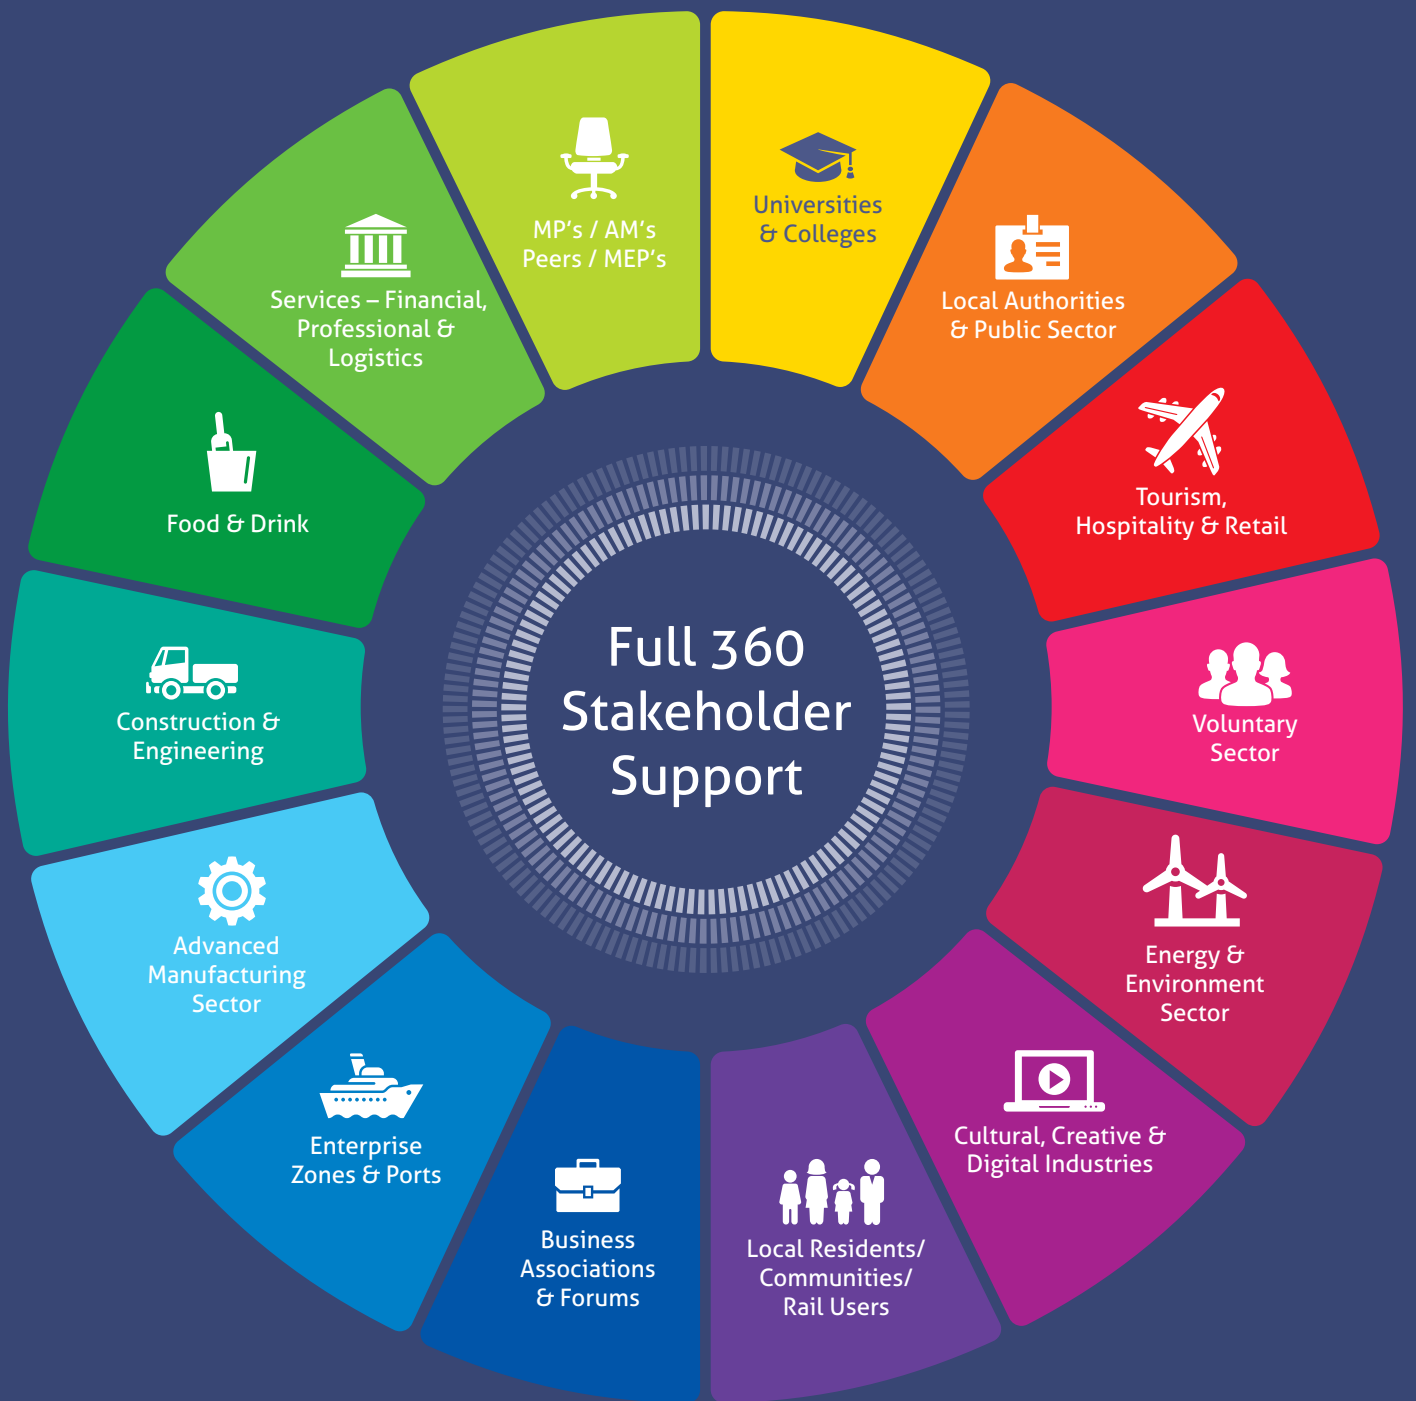 Full 360
Stakeholder
Support
Universities
& Colleges
Local Authorities
& Public Sector
Tourism,
Hospitality & Retail
Voluntary
Sector
Energy &
Environment
Sector
Cultural, Creative &
Digital Industries
Local Residents/
Communities/
Rail Users
Business
Associations
& Forums
Enterprise
Zones & Ports
Advanced
Manufacturing
Sector
Construction &
Engineering
Food & Drink
Services – Financial,
Professional &
Logistics
MP's / AM's
Peers / MEP's